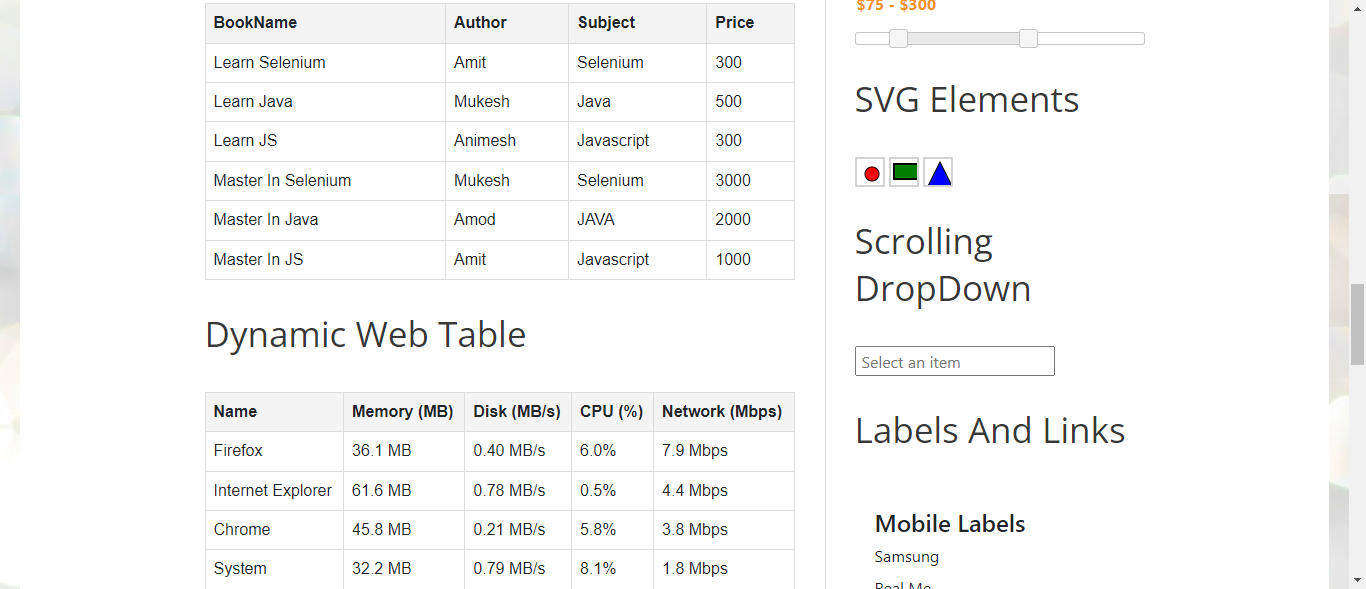 BookName Author Subject Price
Learn Selenium Amit Selenium 300
Learn Java Mukesh Java 500
Learn JS Animesh Javascript 300
Master In Selenium Mukesh Selenium 3000
Master In Java Amod JAVA 2000
Master In JS Amit Javascript 1000
Dynamic Web Table
Name Memory (MB) Disk (MB/s) CPU (%) Network (Mbps)
Firefox 36.1 MB 0.40 MB/s 6.0% 7.9 Mbps
Internet Explorer 61.6 MB 0.78 MB/s 0.5% 4.4 Mbps
Chrome 45.8 MB 0.21 MB/s 5.8% 3.8 Mbps
System 32.2 MB 0.79 MB/s 8.1% 1.8 Mbps
$75 - $300
SVG Elements
Scrolling
DropDown
Select an item
Labels And Links
Mobile Labels
Samsung
Real Me